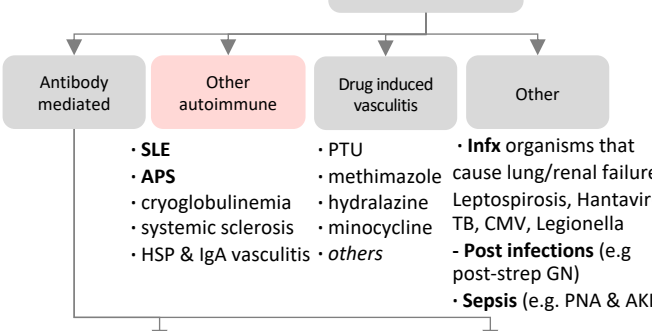 Antibody
mediated
Other
autoimmune
Drug induced
vasculitis
Other
· SLE
· APS
· cryoglobulinemia
· systemic sclerosis
· HSP & IgA vasculitis
· PTU
· methimazole
· hydralazine
· minocycline
· others
· Infx organisms that
cause lung/renal failure
Leptospirosis, Hantavir
TB, CMV, Legionella
- Post infections (e.g
post-strep GN)
· Sepsis (e.g. PNA & AKI